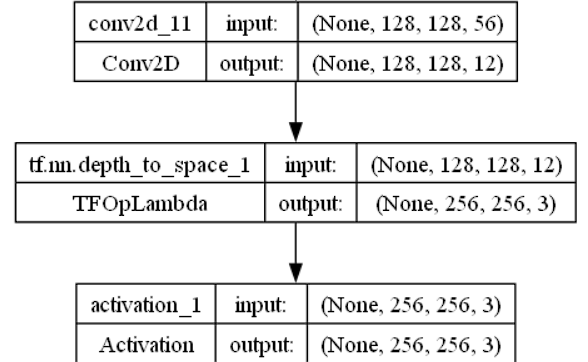 conv2d_11 input: (None, 128, 128, 56)
Conv2D output: (None, 128, 128, 12)
tf.nn.depth_to_space_1 input: (None, 128, 128, 12)
TFOpLambda output: (None, 256, 256, 3)
activation_1 input: (None, 256, 256, 3)
Activation output: (None, 256, 256, 3)